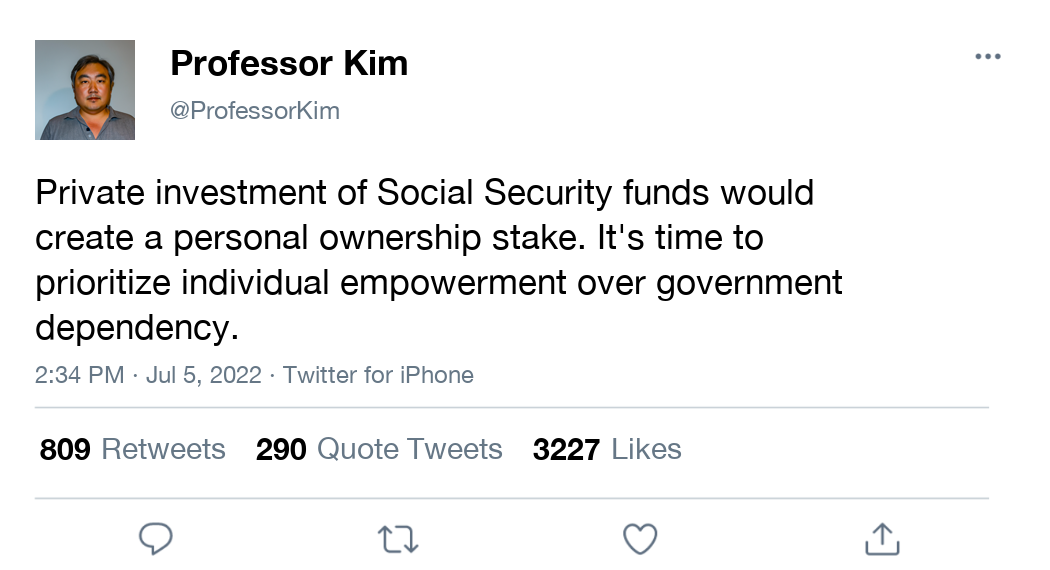 Professor Kim
@ProfessorKim
Private investment of Social Security funds would
create a personal ownership stake. It's time to
prioritize individual empowerment over government
dependency.
2:34 PM · Jul 5, 2022 · Twitter for iPhone
809 Retweets 290 Quote Tweets 3227 Likes